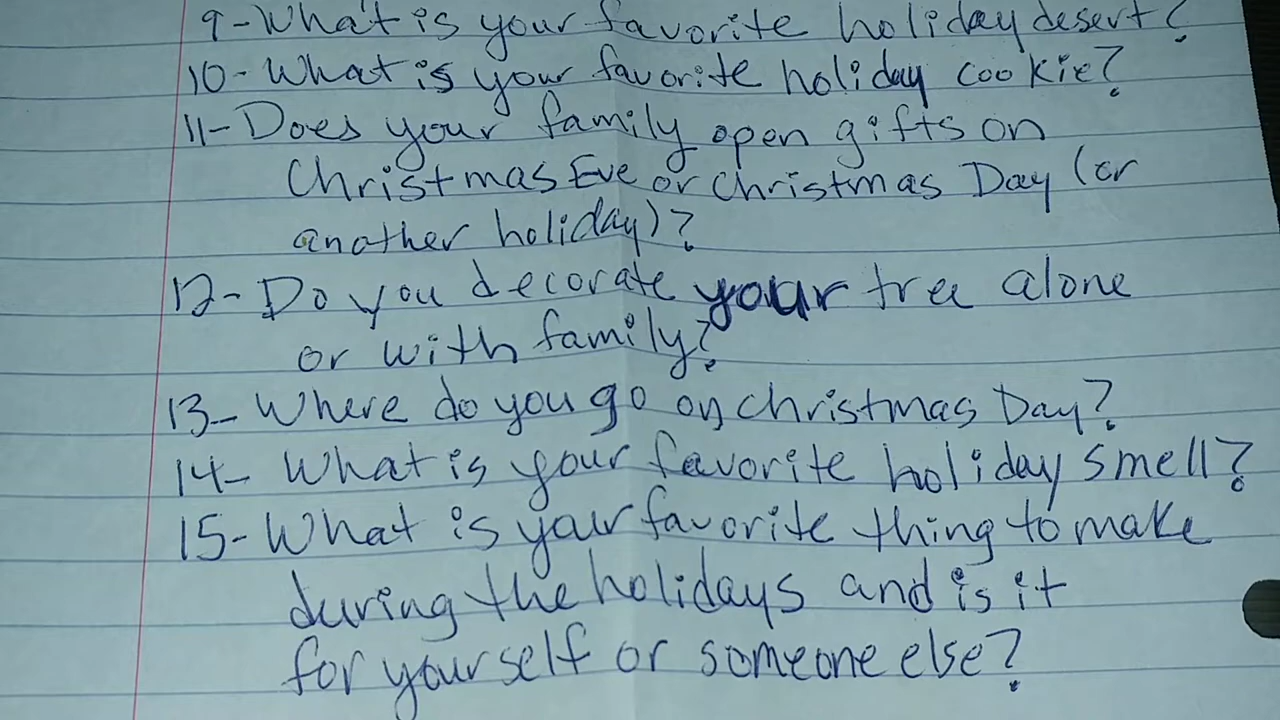 9-What is your favorite holiday desert?
10-What is your favorite holiday cookie?
11-Does your family open gifts on
Christmas Eve or Christmas Day (or
another holiday)?
12-Do you decorate your tree alone
or with family?
13-Where do you go on Christmas Day?
14-What is your favorite holiday smell?
15-What is your favorite thing to make
during the holidays and is it
for yourself or someone else?